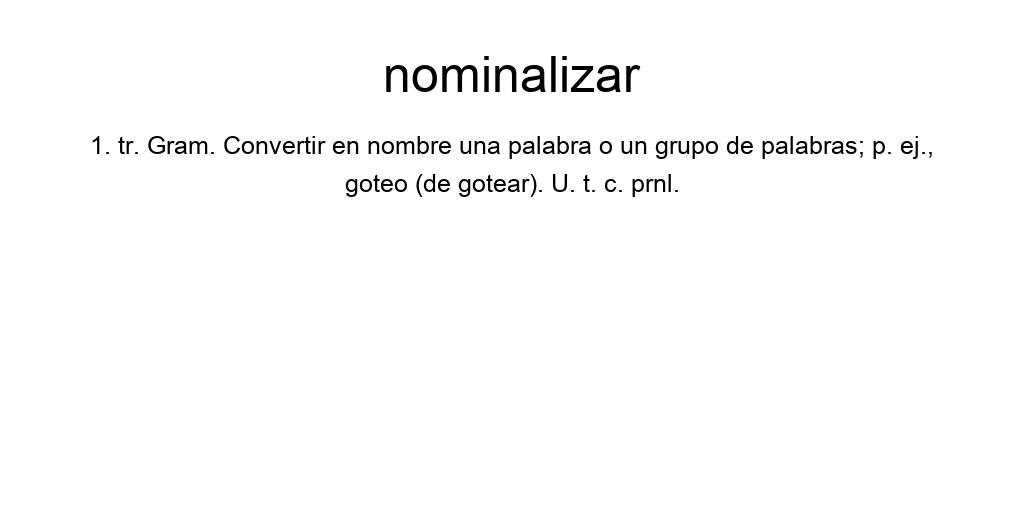 nominalizar
1. tr. Gram. Convertir en nombre una palabra o un grupo de palabras; p. ej.,
goteo (de gotear). U. t. c. prnl.